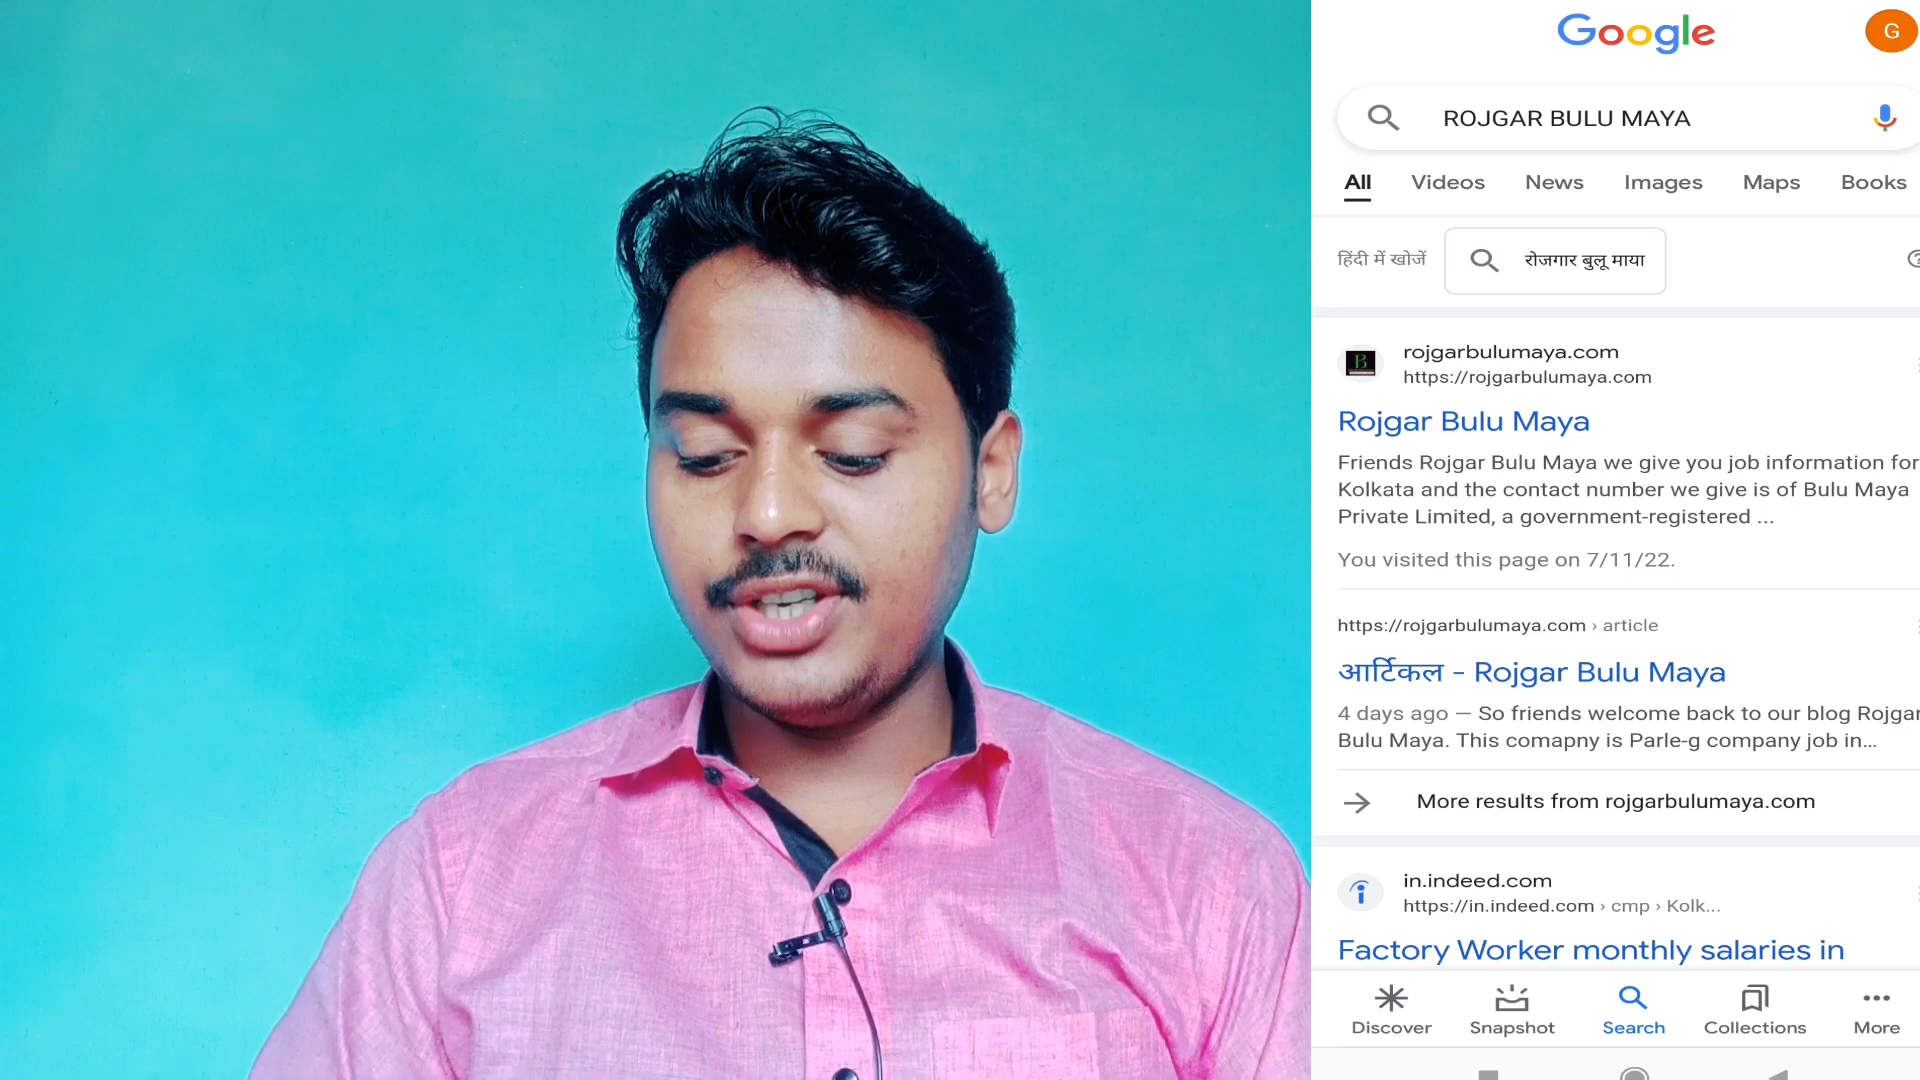 Google
G
ROJGAR BULU MAYA
All Videos News Images Maps Books
हिंदी में खोजें रोजगार बुलू माया
B
rojgarbulumaya.com
https://rojgarbulumaya.com
Rojgar Bulu Maya
Friends Rojgar Bulu Maya we give you job information for
Kolkata and the contact number we give is of Bulu Maya
Private Limited, a government-registered ...
You visited this page on 7/11/22.
https://rojgarbulumaya.com › article
आर्टिकल - Rojgar Bulu Maya
4 days ago — So friends welcome back to our blog Rojgar
Bulu Maya. This comapny is Parle-g company job in...
More results from rojgarbulumaya.com
in.indeed.com
https://in.indeed.com › cmp › Kolk...
Factory Worker monthly salaries in
Discover Snapshot Search Collections More